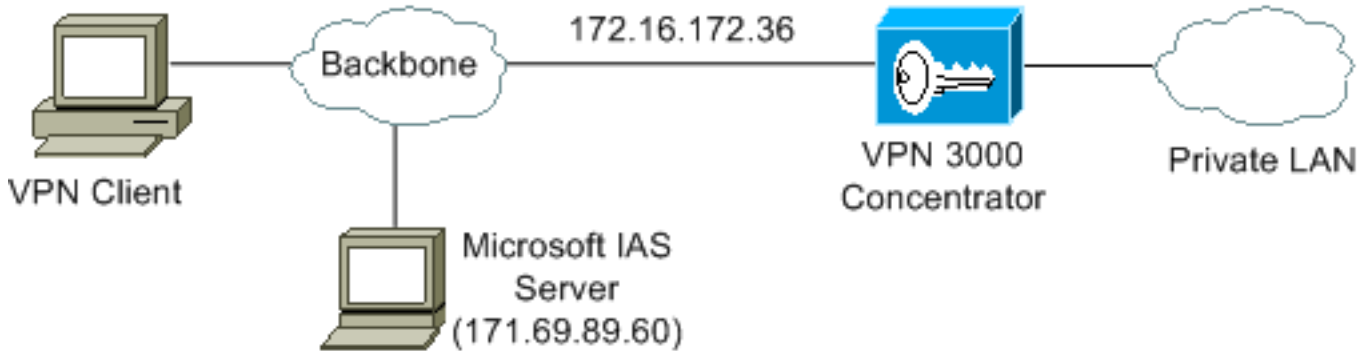 172.16.172.36
Backbone
VPN Client
VPN 3000
Concentrator
Private LAN
Microsoft IAS
Server
(171.69.89.60)